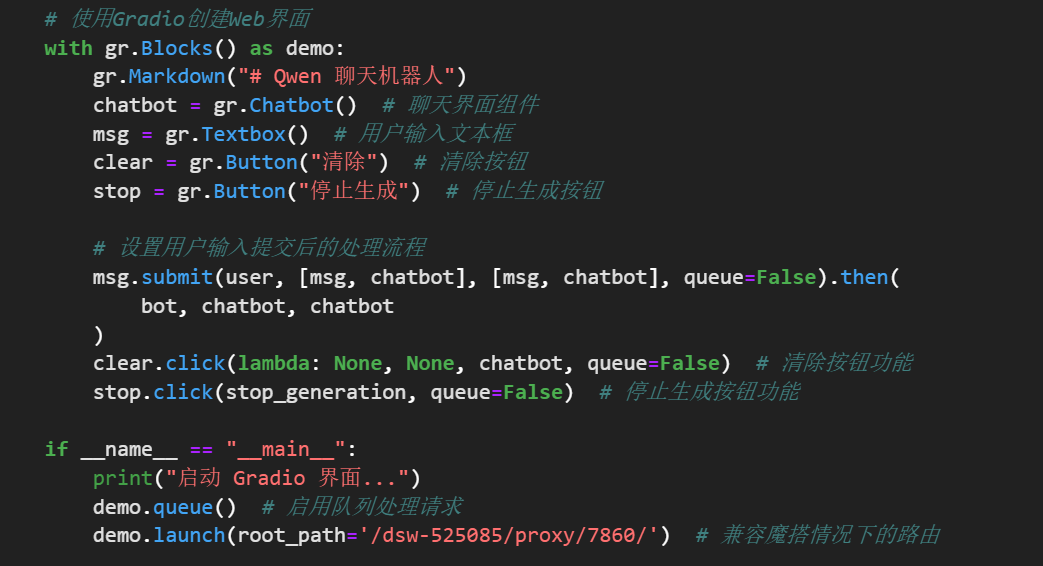 # 使用Gradio创建Web界面
with gr.Blocks() as demo:
    gr.Markdown("# Qwen 聊天机器人")
    chatbot = gr.Chatbot()  # 聊天界面组件
    msg = gr.Textbox()  # 用户输入文本框
    clear = gr.Button("清除")  # 清除按钮
    stop = gr.Button("停止生成")  # 停止生成按钮

    # 设置用户输入提交后的处理流程
    msg.submit(user, [msg, chatbot], [msg, chatbot], queue=False).then(
        bot, chatbot, chatbot
    )
    clear.click(lambda: None, None, chatbot, queue=False)  # 清除按钮功能
    stop.click(stop_generation, queue=False)  # 停止生成按钮功能

if __name__ == "__main__":
    print("启动 Gradio 界面...")
    demo.queue()  # 启用队列处理请求
    demo.launch(root_path='/dsw-525085/proxy/7860/')  # 兼容魔搭情况下的路由